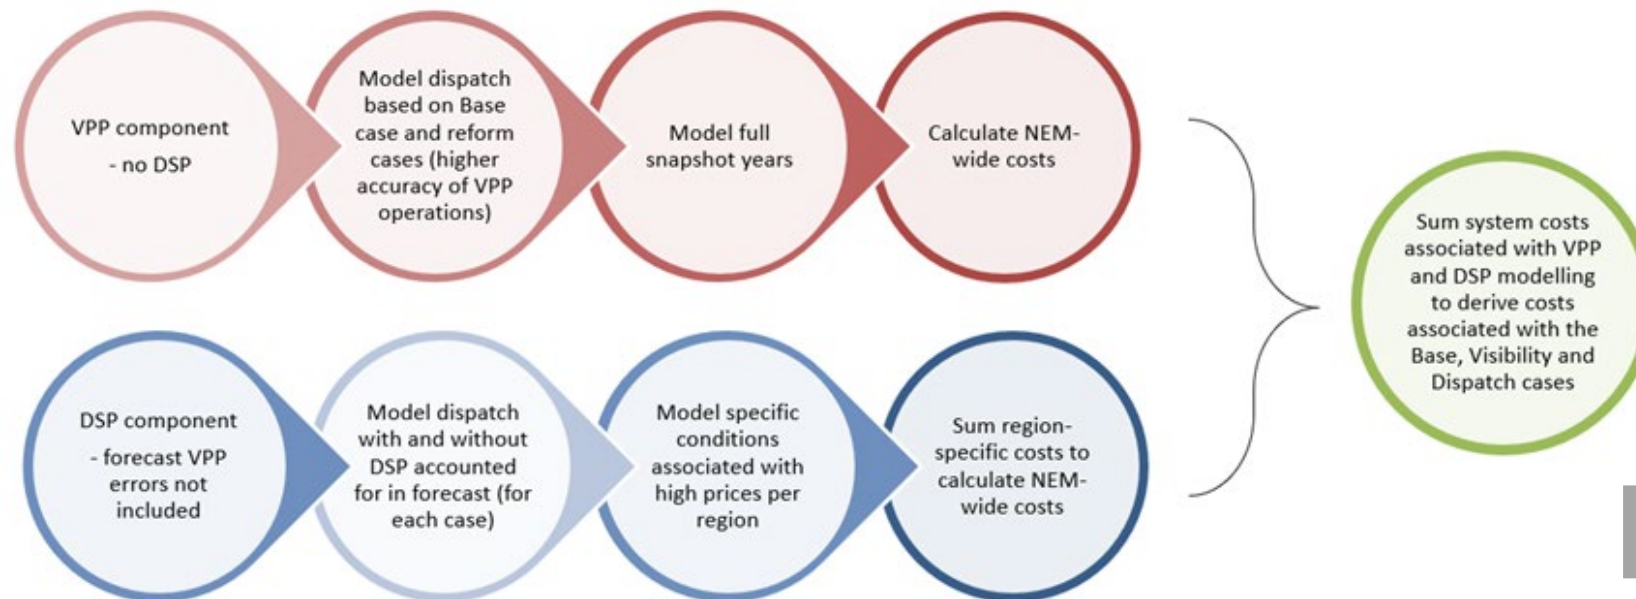 VPP component
- no DSP
Model dispatch
based on Base
case and reform
cases (higher
accuracy of VPP
operations)
Model full
snapshot years
Calculate NEM-
wide costs
DSP component
- forecast VPP
errors not
included
Model dispatch
with and without
DSP accounted
for in forecast (for
each case)
Model specific
conditions
associated with
high prices per
region
Sum region-
specific costs to
calculate NEM-
wide costs
Sum system costs
associated with VPP
and DSP modelling
to derive costs
associated with the
Base, Visibility and
Dispatch cases